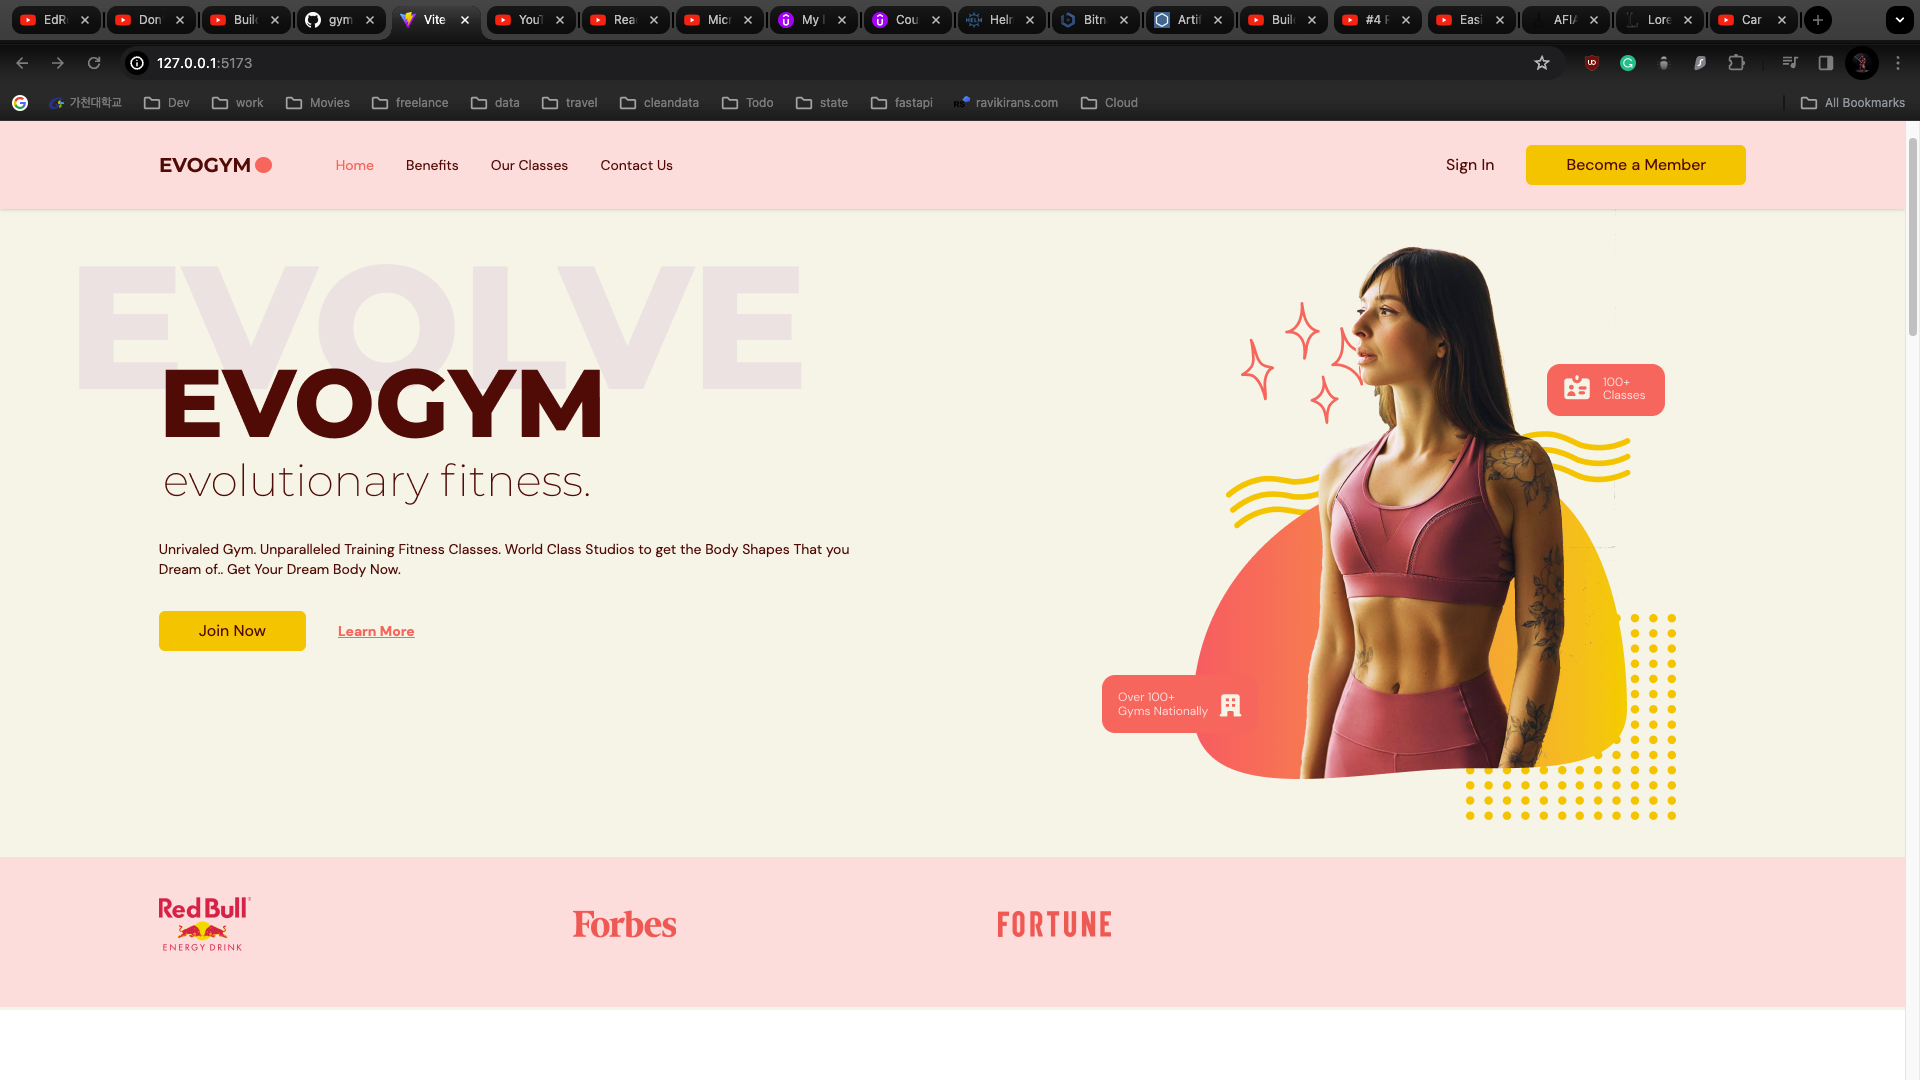 EdR
Don
Build
gym
Vite
YouT
Rea
Micr
My l
Cou
Helm
Bitn
Artif
Buil
#4 F
Easi
AFIA
Lore
Car
127.0.0.1:5173
가천대학교
Dev
work
Movies
freelance
data
travel
cleandata
Todo
state
fastapi
ravikirans.com
Cloud
All Bookmarks
EVOGYM
Home
Benefits
Our Classes
Contact Us
Sign In
Become a Member
EVOLVE
EVOGYM
evolutionary fitness.
Unrivaled Gym. Unparalleled Training Fitness Classes. World Class Studios to get the Body Shapes That you
Dream of.. Get Your Dream Body Now.
Join Now
Learn More
100+
Classes
Over 100+
Gyms Nationally
Red Bull
ENERGY DRINK
Forbes
FORTUNE